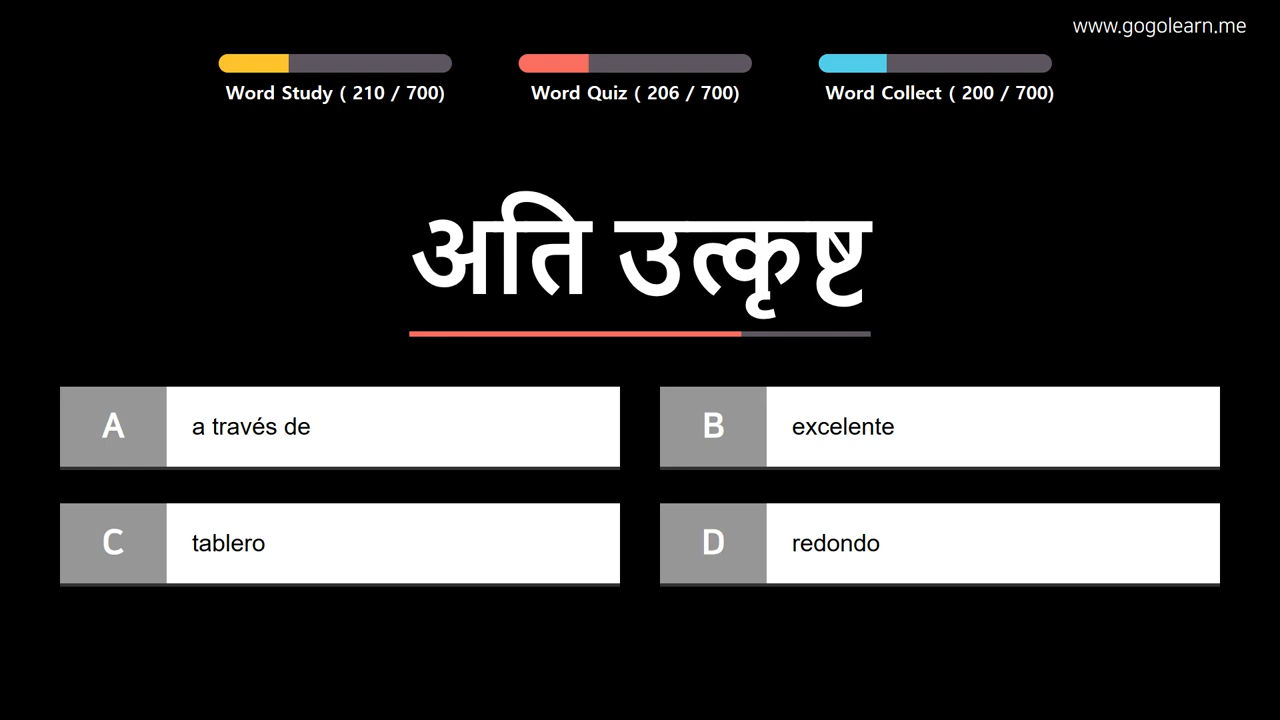 www.gogolearn.me
Word Study ( 210 / 700)
Word Quiz ( 206 / 700)
Word Collect ( 200 / 700)
अति उत्कृष्ट
A
a través de
B
excelente
C
tablero
D
redondo